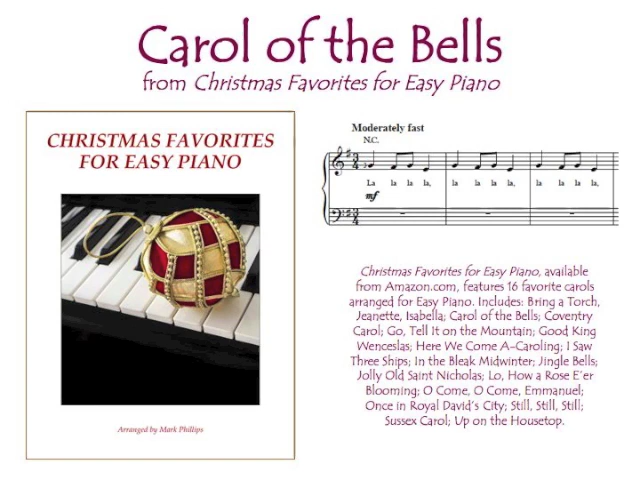 Carol of the Bells
from Christmas Favorites for Easy Piano
CHRISTMAS FAVORITES
FOR EASY PIANO
Arranged by Mark Phillips
Moderately fast
N.C.
La la la la, la la la la, la la la la,
mf
Christmas Favorites for Easy Piano, available
from Amazon.com, features 16 favorite carols
arranged for Easy Piano. Includes: Bring a Torch,
Jeanette, Isabella; Carol of the Bells; Coventry
Carol; Go, Tell It on the Mountain; Good King
Wenceslas; Here We Come A-Caroling; I Saw
Three Ships; In the Bleak Midwinter; Jingle Bells;
Jolly Old Saint Nicholas; Lo, How a Rose E'er
Blooming; O Come, O Come, Emmanuel;
Once in Royal David's City; Still, Still, Still;
Sussex Carol; Up on the Housetop.